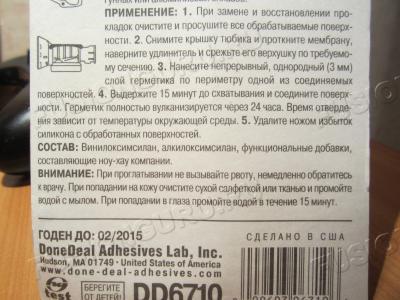 ПРИМЕНЕНИЕ: 1. При замене и восстановлении про-
кладок очистите и просушите все обрабатываемые поверх-
ности. 2. Снимите крышку тюбика и проткните мембрану,
наверните удлинитель и срежьте его верхушку по требуе-
мому сечению. 3. Нанесите непрерывный, однородный (3 мм)
слой герметика по периметру одной из соединяемых
поверхностей. 4. Выдержите 15 минут до схватывания и соедините поверх-
ности. Герметик полностью вулканизируется через 24 часа. Время отверде-
вания зависит от температуры окружающей среды. 5. Удалите ножом избыток
силикона с обработанных поверхностей.
СОСТАВ: Винилоксимсилан, алкилоксимсилан, функциональные добавки,
составляющие ноу-хау компании.
ВНИМАНИЕ: При проглатывании не вызывайте рвоту, немедленно обратитесь
к врачу. При попадании на кожу очистите сухой салфеткой или тканью и промойте
водой с мылом. При попадании в глаза промойте водой в течение 15 минут.
ГОДЕН ДО: 02/2015
СДЕЛАНО В США
DoneDeal Adhesives Lab, Inc.
Hudson, MA 01749 - United States of America
www.done-deal-adhesives.com
test
БЕРЕГИТЕ
ОТ ДЕТЕЙ!
DD6710